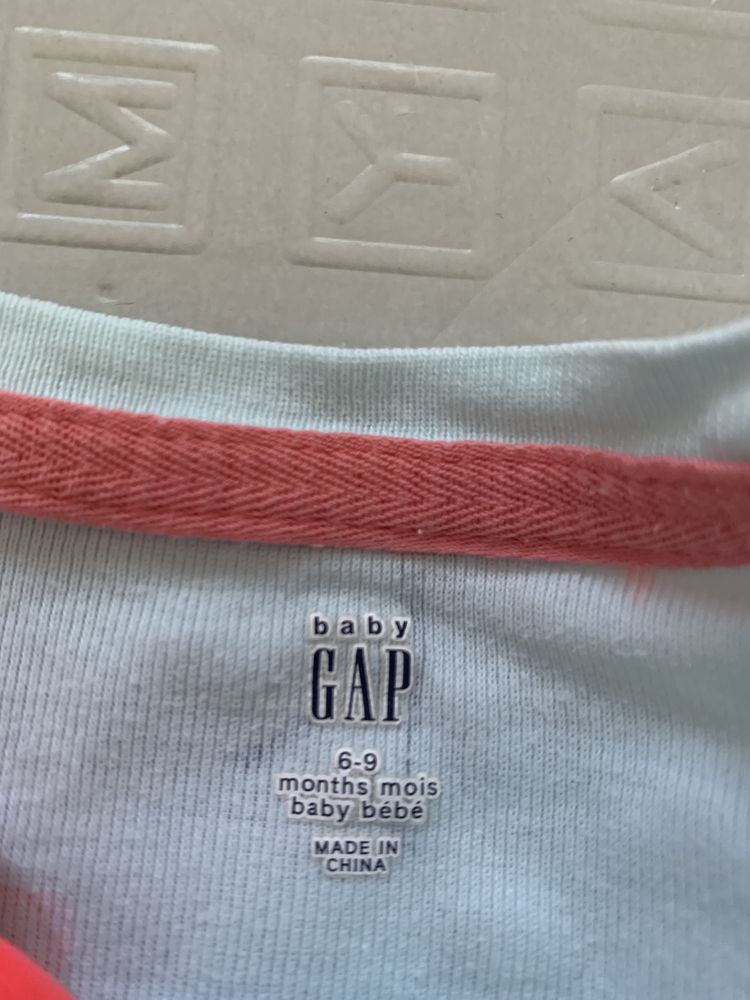 M Y A
baby
GAP
6-9
months mois
baby bébé
MADE IN
CHINA